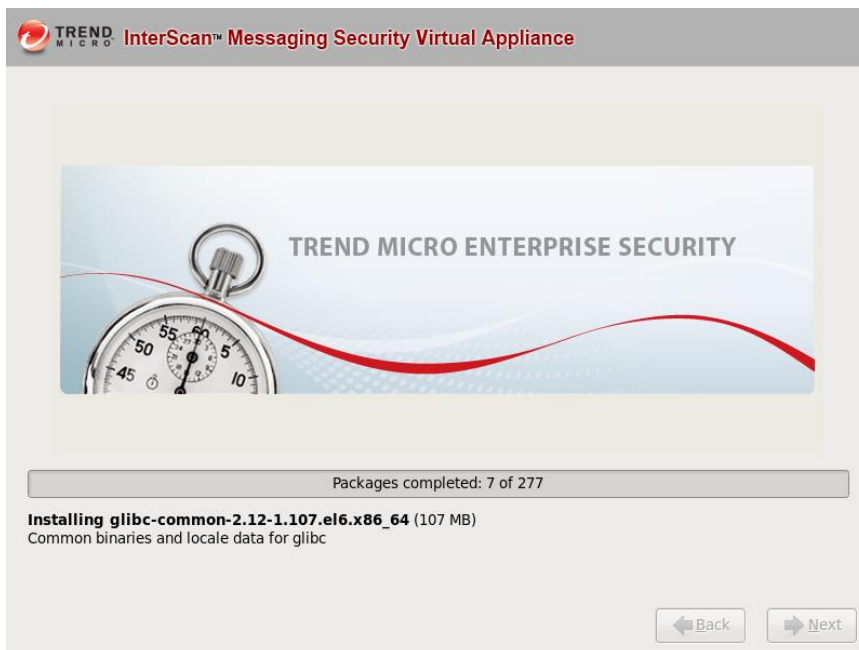 TREND MICRO InterScan™ Messaging Security Virtual Appliance
TREND MICRO ENTERPRISE SECURITY
55 60 5
50
45 10
Packages completed: 7 of 277
Installing glibc-common-2.12-1.107.el6.x86_64 (107 MB)
Common binaries and locale data for glibc
Back Next